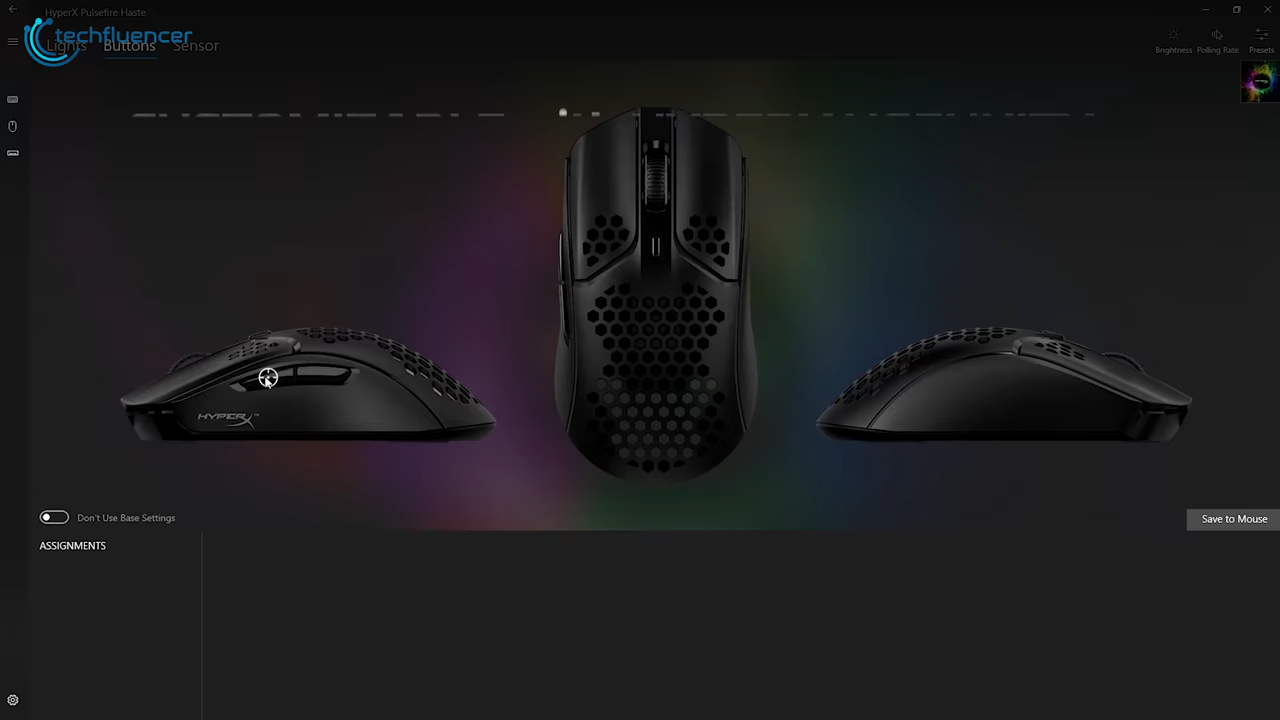 HyperX Pulsefire Haste
techfluencer
Lights Buttons Sensor
Brightness Polling Rate Presets
HYPERX™
Don't Use Base Settings
Save to Mouse
ASSIGNMENTS